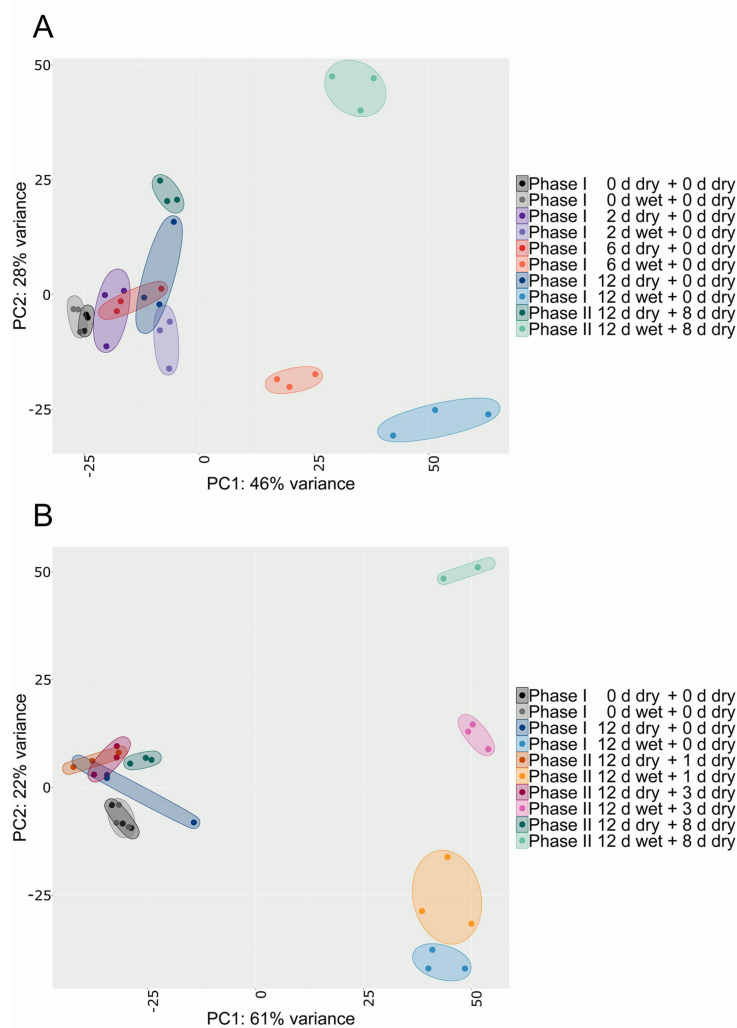 A
50
25
0
-25
PC2: 28% variance
-25
0
25
50
PC1: 46% variance
Phase I 0 d dry + 0 d dry
Phase I 0 d wet + 0 d dry
Phase I 2 d dry + 0 d dry
Phase I 2 d wet + 0 d dry
Phase I 6 d dry + 0 d dry
Phase I 6 d wet + 0 d dry
Phase I 12 d dry + 0 d dry
Phase I 12 d wet + 0 d dry
Phase II 12 d dry + 8 d dry
Phase II 12 d wet + 8 d dry
B
50
25
0
-25
PC2: 22% variance
-25
0
25
50
PC1: 61% variance
Phase I 0 d dry + 0 d dry
Phase I 0 d wet + 0 d dry
Phase I 12 d dry + 0 d dry
Phase I 12 d wet + 0 d dry
Phase II 12 d dry + 1 d dry
Phase II 12 d wet + 1 d dry
Phase II 12 d dry + 3 d dry
Phase II 12 d wet + 3 d dry
Phase II 12 d dry + 8 d dry
Phase II 12 d wet + 8 d dry